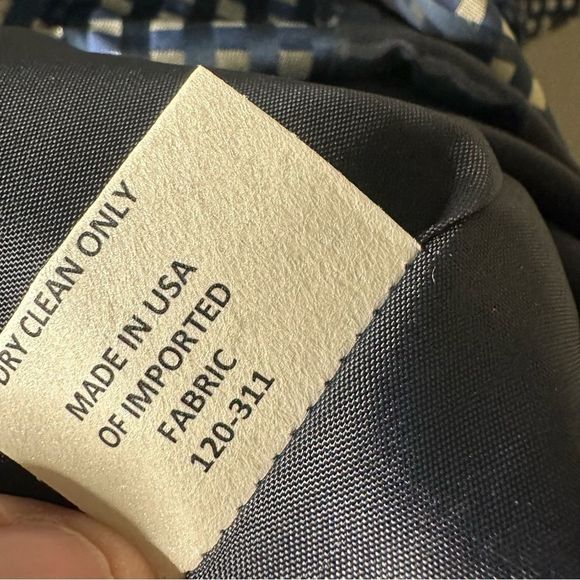 DRY CLEAN ONLY
MADE IN USA
OF IMPORTED
FABRIC
120-311